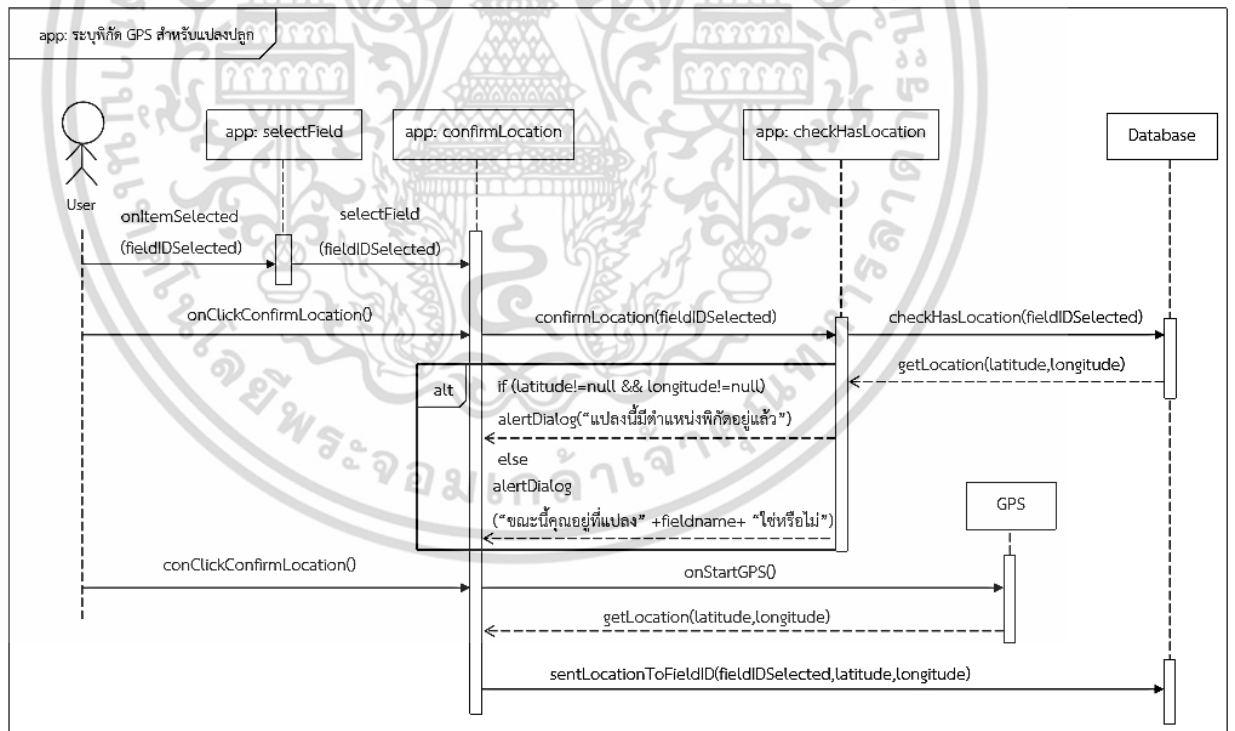 app: ระบุพิกัด GPS สำหรับแปลงปลูก
app: selectField
app: confirmLocation
app: checkHasLocation
Database
User
onItemSelected
(fieldIDSelected)
selectField
(fieldIDSelected)
onClickConfirmLocation()
confirmLocation(fieldIDSelected)
checkHasLocation(fieldIDSelected)
getLocation(latitude,longitude)
alt
if (latitude!=null && longitude!=null)
alertDialog(“แปลงนี้มีตำแหน่งพิกัดอยู่แล้ว”)
else
alertDialog
(“ขณะนี้คุณอยู่ที่แปลง” +fieldname+ “ใช่หรือไม่”)
GPS
conClickConfirmLocation()
onStartGPS()
getLocation(latitude,longitude)
sentLocationToFieldID(fieldIDSelected,latitude,longitude)